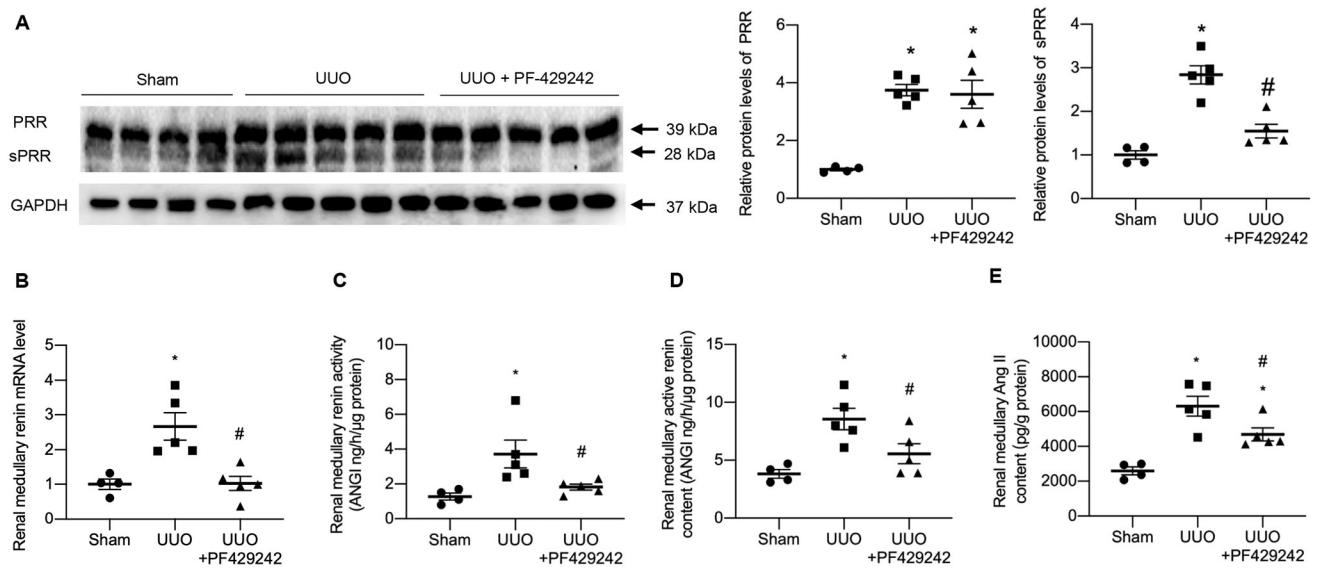 A
Sham
UUO
UUO + PF-429242
PRR
39 kDa
sPRR
28 kDa
GAPDH
37 kDa
Relative protein levels of PRR
6
4
2
0
*
*
Sham
UUO
UUO
+PF429242
Relative protein levels of sPRR
4
3
2
1
0
*
#
Sham
UUO
UUO
+PF429242
B
Renal medullary renin mRNA level
5
4
3
2
1
0
*
#
Sham
UUO
UUO
+PF429242
C
Renal medullary renin activity
(ANGI ng/h/µg protein)
10
8
6
4
2
0
*
#
Sham
UUO
UUO
+PF429242
D
Renal medullary active renin
content (ANGI ng/h/µg protein)
15
10
5
0
*
#
Sham
UUO
UUO
+PF429242
E
Renal medullary Ang II
content (pg/g protein)
10000
8000
6000
4000
2000
0
*
#
*
Sham
UUO
UUO
+PF429242